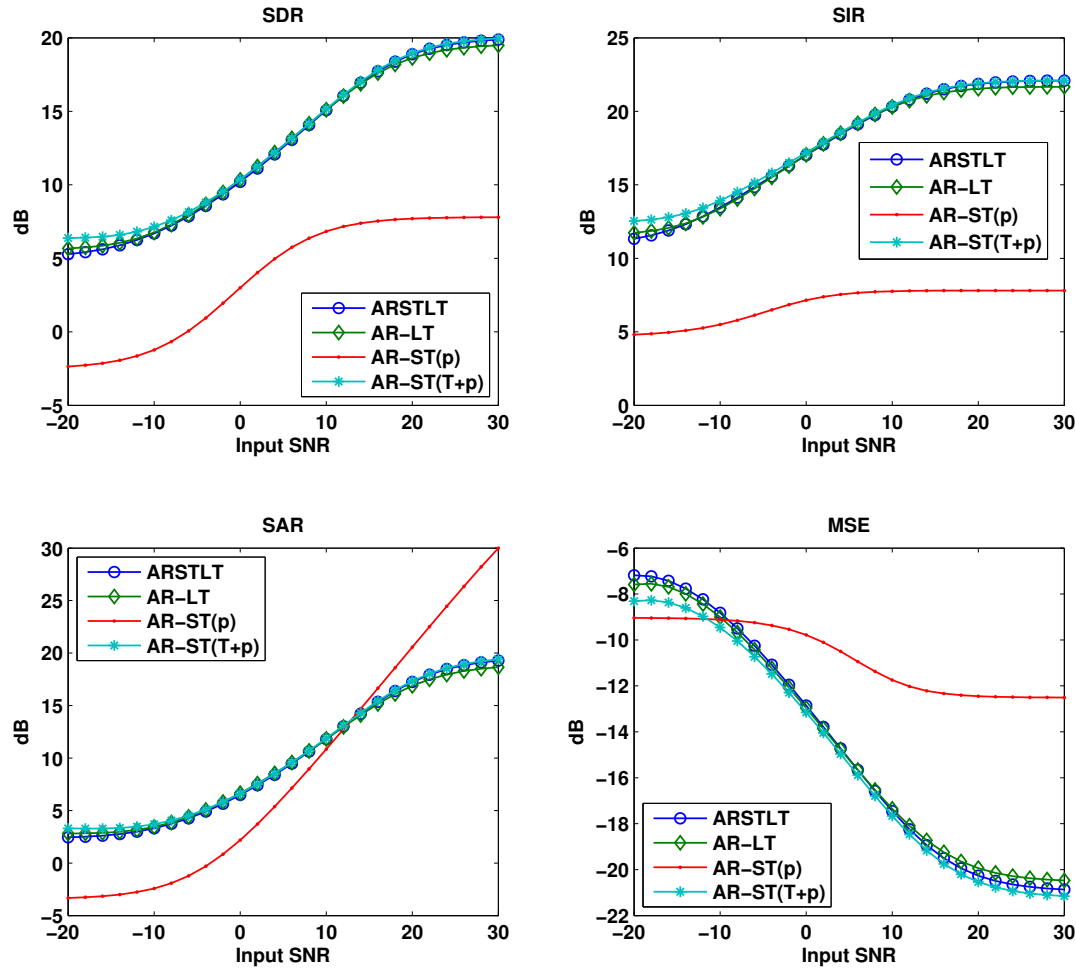 SDR
20
15
10
5
0
−5
dB
−20 −10 0 10 20 30
Input SNR
ARSTLT
AR−LT
AR−ST(p)
AR−ST(T+p)
SIR
25
20
15
10
5
0
dB
−20 −10 0 10 20 30
Input SNR
ARSTLT
AR−LT
AR−ST(p)
AR−ST(T+p)
SAR
30
25
20
15
10
5
0
−5
dB
−20 −10 0 10 20 30
Input SNR
ARSTLT
AR−LT
AR−ST(p)
AR−ST(T+p)
MSE
−6
−8
−10
−12
−14
−16
−18
−20
−22
dB
−20 −10 0 10 20 30
Input SNR
ARSTLT
AR−LT
AR−ST(p)
AR−ST(T+p)